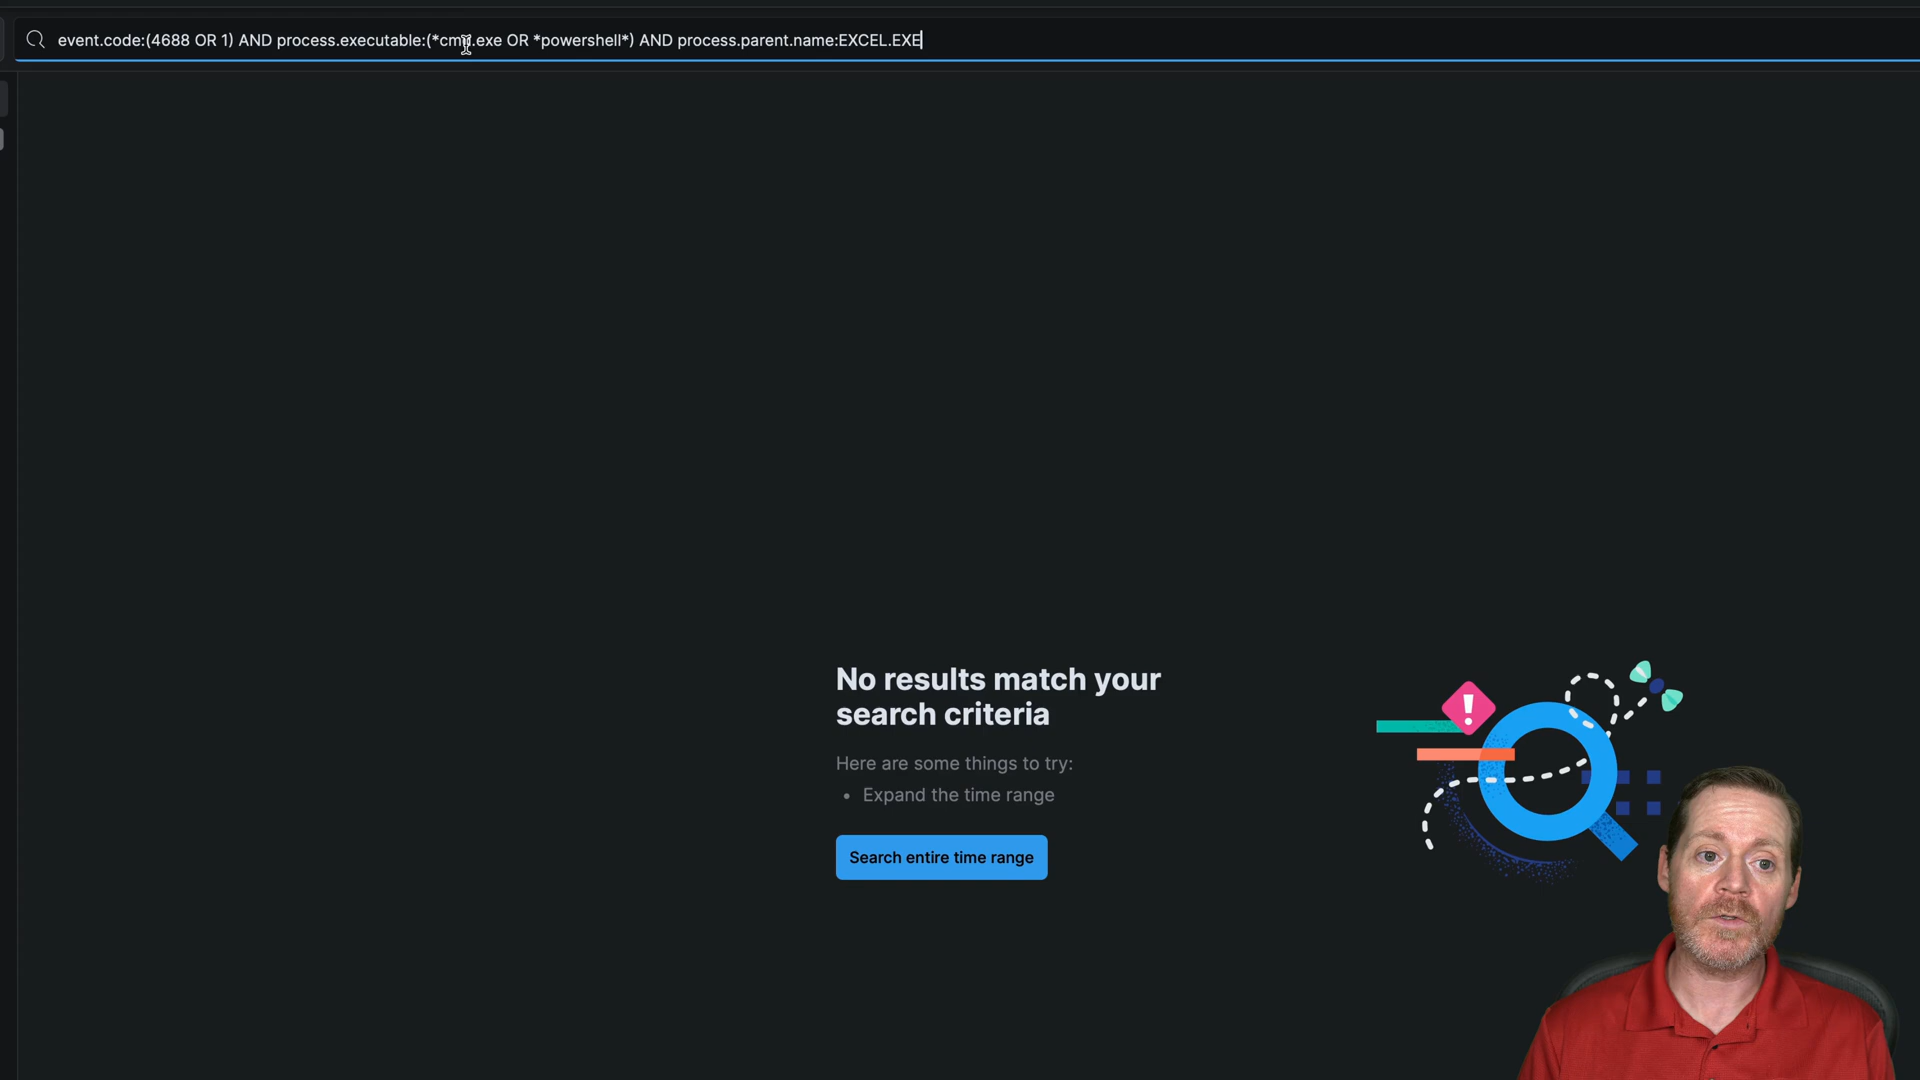 event.code:(4688 OR 1) AND process.executable:(*cmd.exe OR *powershell*) AND process.parent.name:EXCEL.EXE
No results match your
search criteria
Here are some things to try:
• Expand the time range
Search entire time range